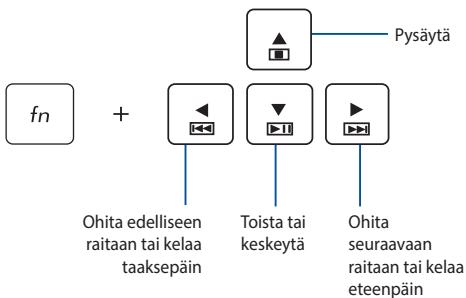 Pysäytä
fn
+
Ohita edelliseen
raitaan tai kelaa
taaksepäin
Toista tai
keskeytä
Ohita
seuraavaan
raitaan tai kelaa
eteenpäin